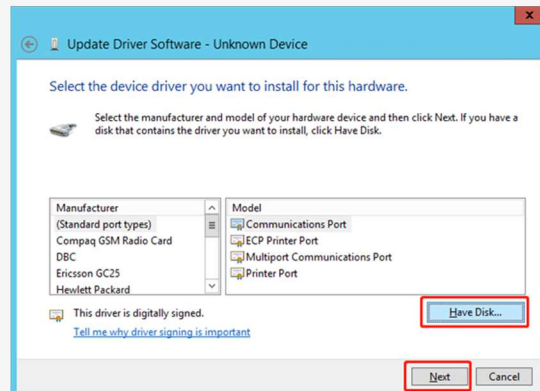 x
Update Driver Software - Unknown Device
Select the device driver you want to install for this hardware.
Select the manufacturer and model of your hardware device and then click Next. If you have a
disk that contains the driver you want to install, click Have Disk.
Manufacturer
(Standard port types)
Compaq GSM Radio Card
DBC
Ericsson GC25
Hewlett Packard
Model
Communications Port
ECP Printer Port
Multiport Communications Port
Printer Port
This driver is digitally signed.
Have Disk...
Tell me why driver signing is important
Next
Cancel